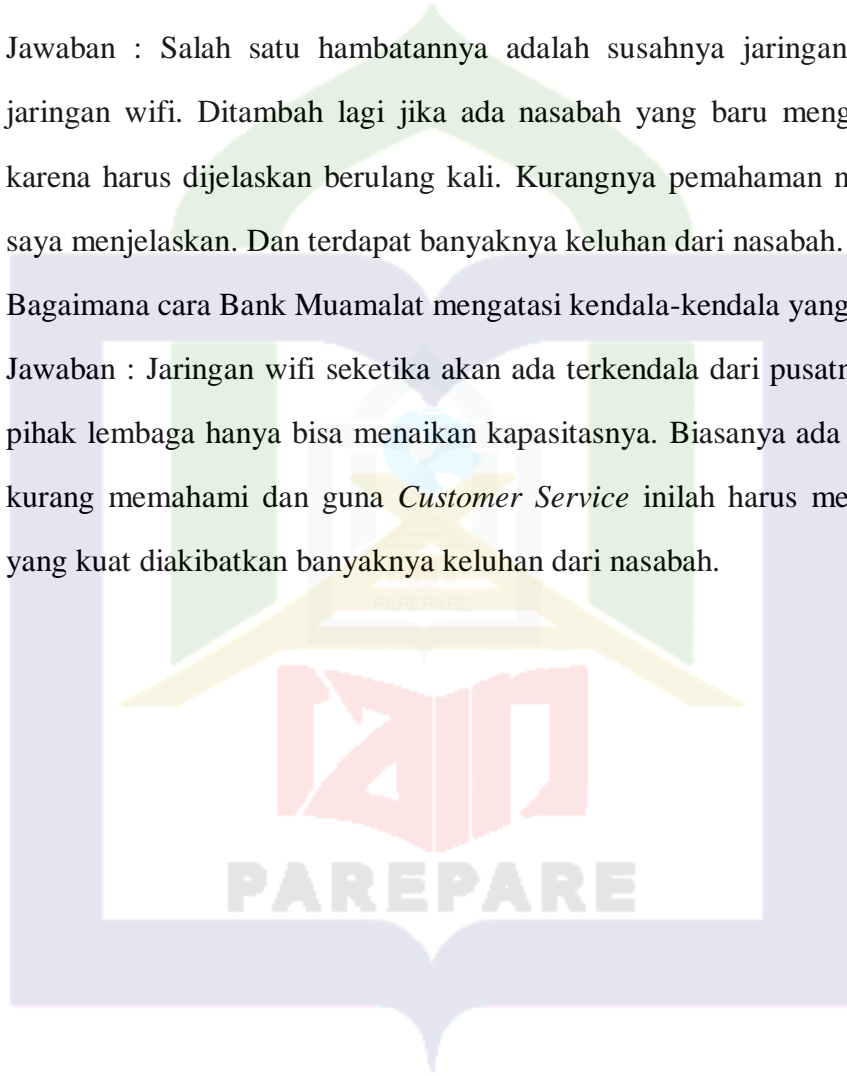 Jawaban : Salah satu hambatannya adalah susahnya jaringan
jaringan wifi. Ditambah lagi jika ada nasabah yang baru meng
karena harus dijelaskan berulang kali. Kurangnya pemahaman n
saya menjelaskan. Dan terdapat banyaknya keluhan dari nasabah.
Bagaimana cara Bank Muamalat mengatasi kendala-kendala yang
Jawaban : Jaringan wifi seketika akan ada terkendala dari pusatn
pihak lembaga hanya bisa menaikan kapasitasnya. Biasanya ada
kurang memahami dan guna Customer Service inilah harus me
yang kuat diakibatkan banyaknya keluhan dari nasabah.
PAREPARE
iain
PAREPARE